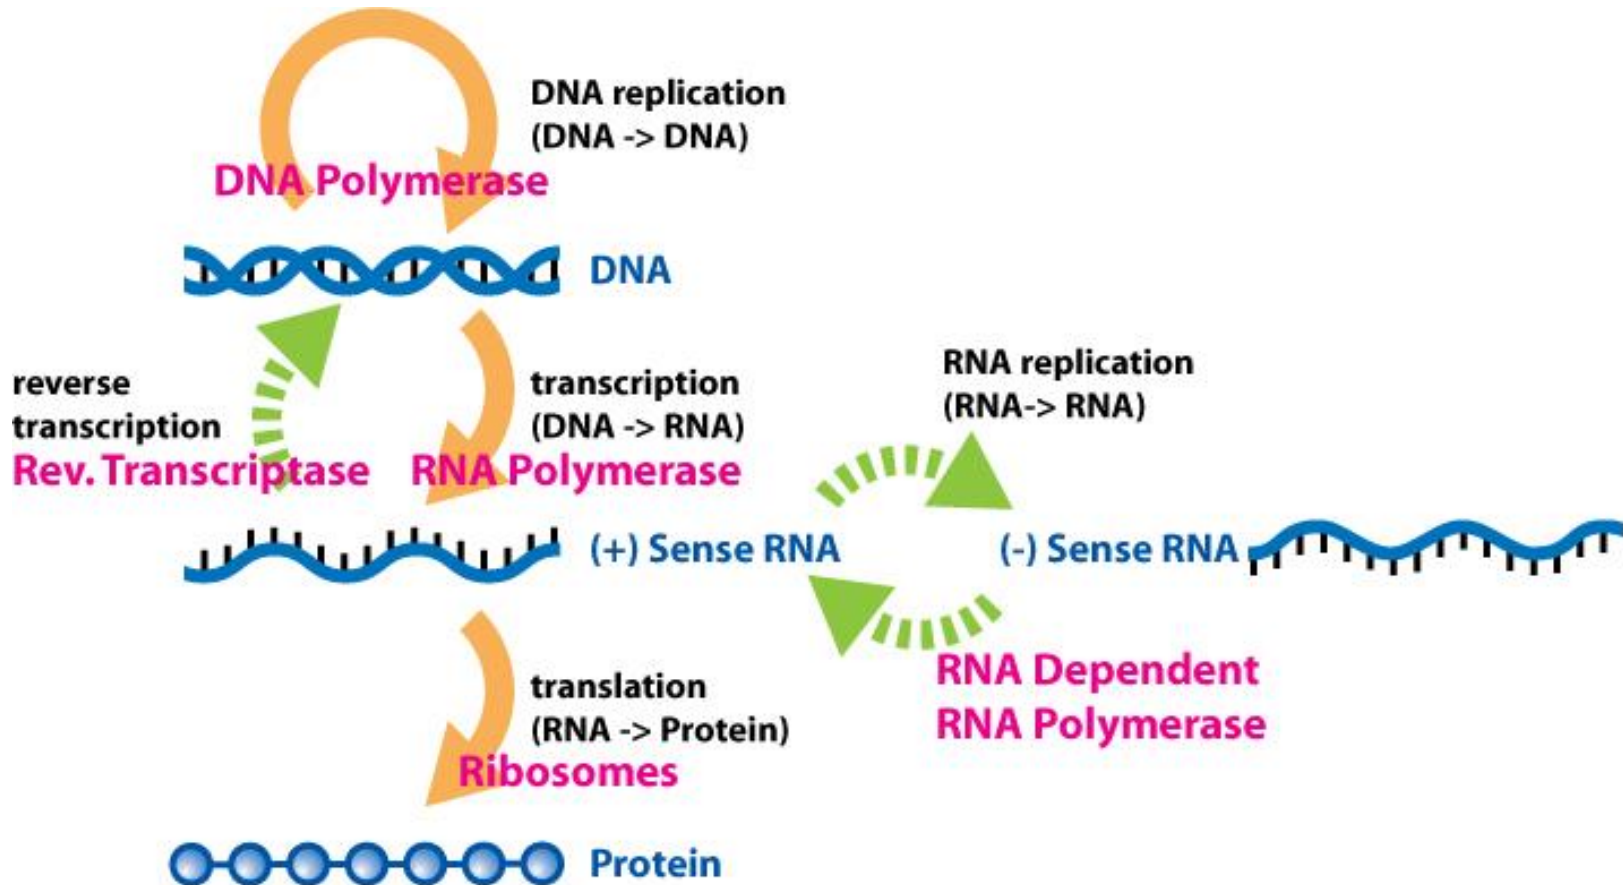 DNA replication
(DNA -> DNA)
DNA Polymerase
DNA
reverse
transcription
Rev. Transcriptase
transcription
(DNA -> RNA)
RNA Polymerase
RNA replication
(RNA-> RNA)
(+) Sense RNA
(-) Sense RNA
RNA Dependent
RNA Polymerase
translation
(RNA -> Protein)
Ribosomes
Protein